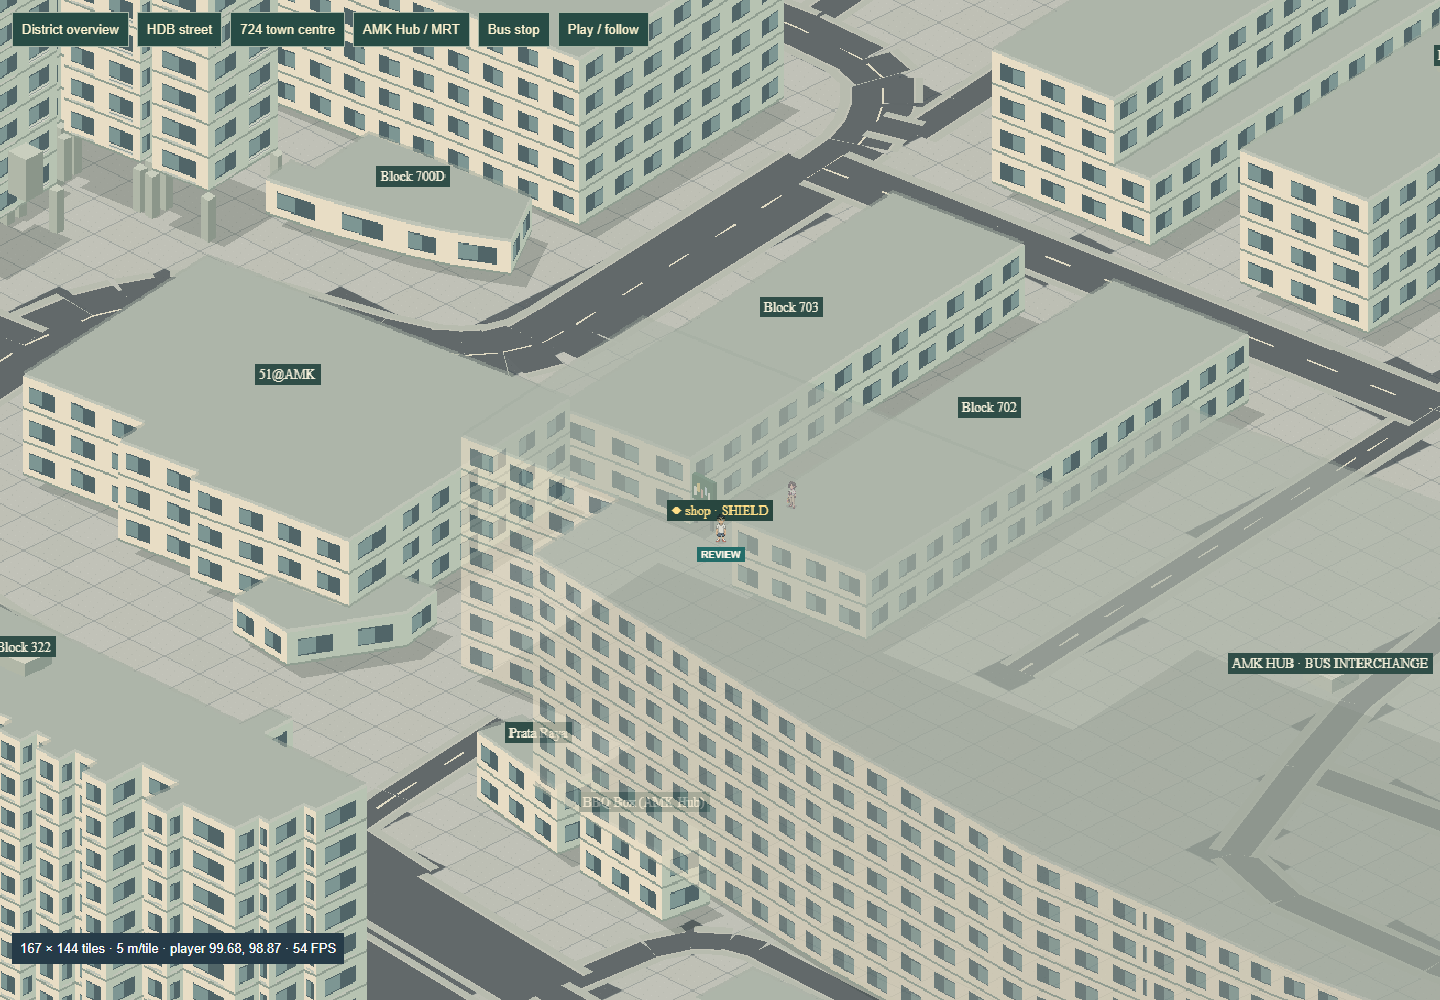 District overview
HDB street
724 town centre
AMK Hub / MRT
Bus stop
Play / follow
Block 700D
Block 703
51@AMK
Block 702
shop · SHIELD
REVIEW
Block 322
AMK HUB · BUS INTERCHANGE
Prata Raya
BBQ Box (AMK Hub)
167 × 144 tiles · 5 m/tile · player 99.68, 98.87 · 54 FPS